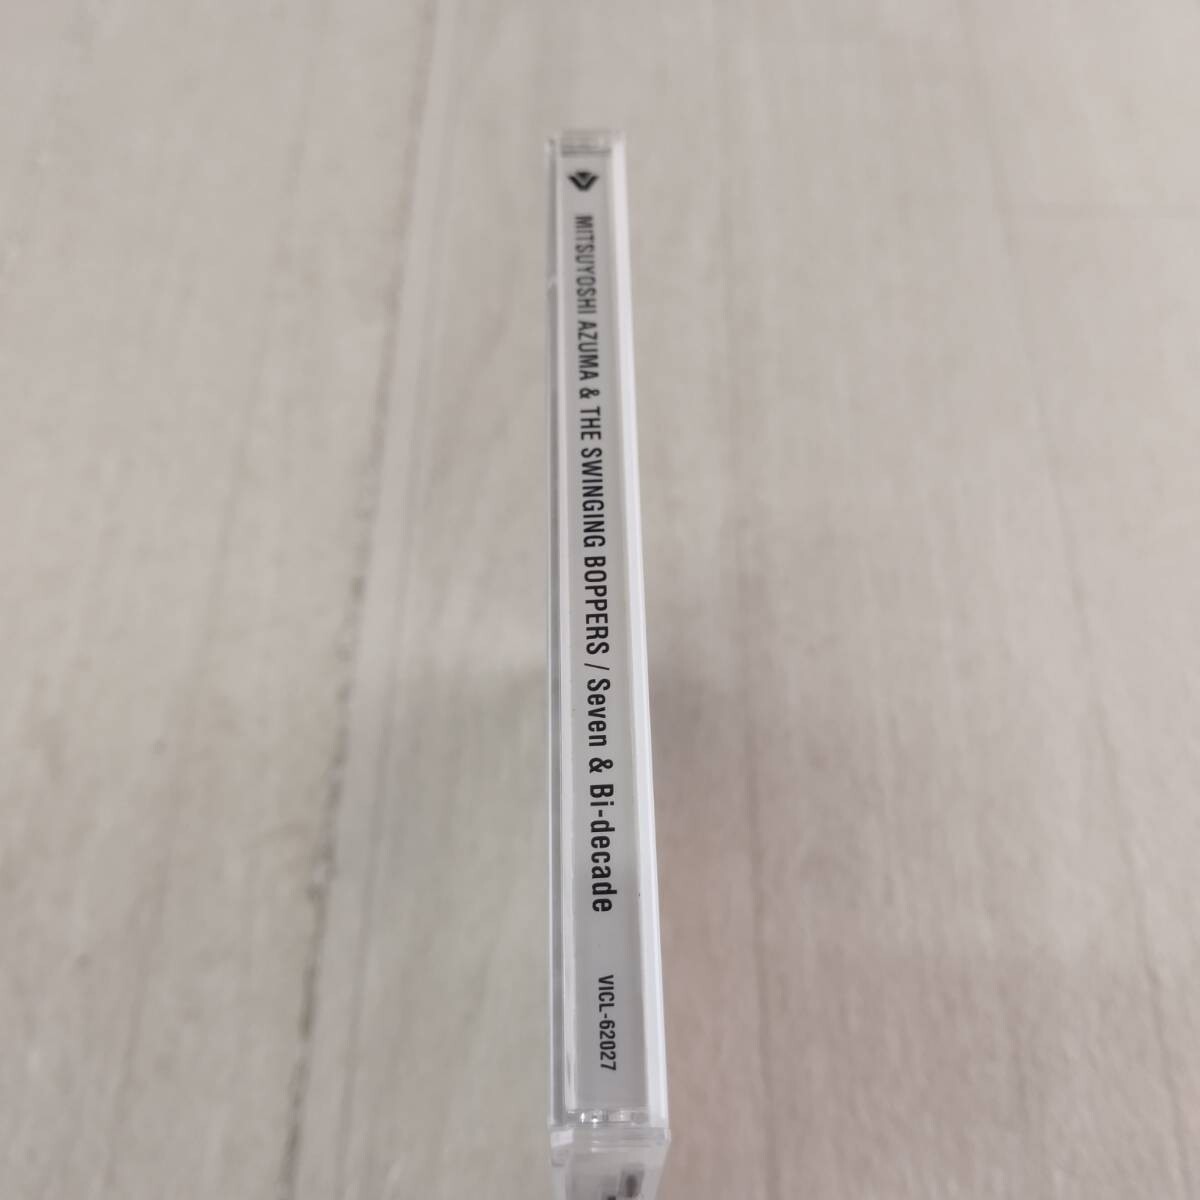 MITSUYOSHI AZUMA & THE SWINGING BOPPERS / Seven & Bi-decade VICL-62027